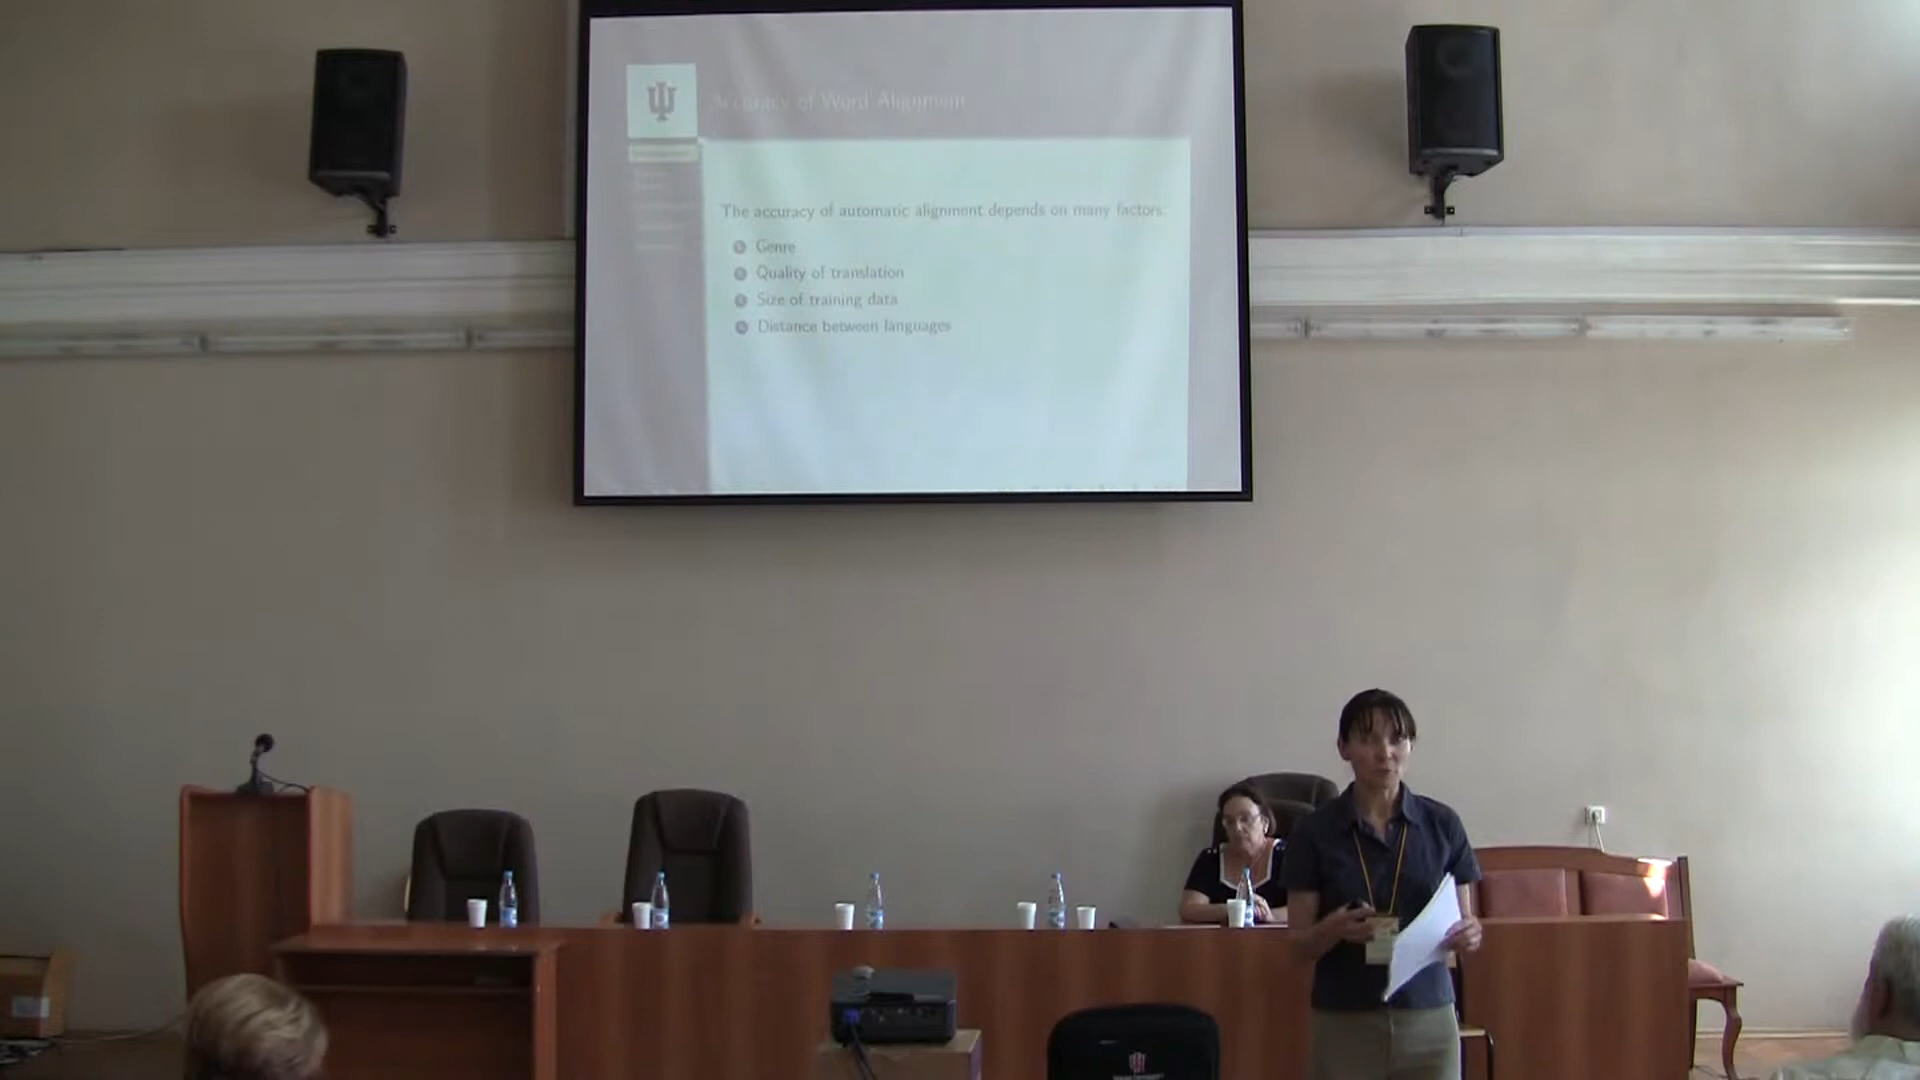 Accuracy of Word Alignment
The accuracy of automatic alignment depends on many factors:
Genre
Quality of translation
Size of training data
Distance between languages